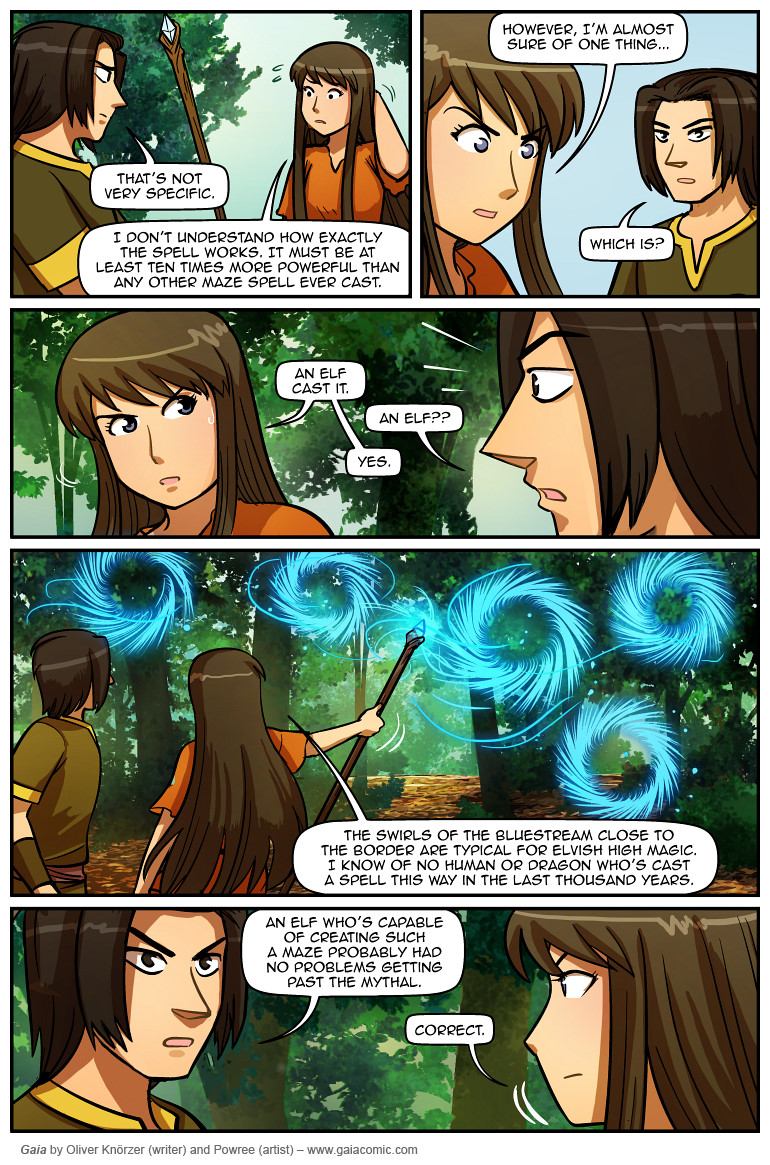 THAT'S NOT
VERY SPECIFIC.
I DON'T UNDERSTAND HOW EXACTLY
THE SPELL WORKS. IT MUST BE AT
LEAST TEN TIMES MORE POWERFUL THAN
ANY OTHER MAZE SPELL EVER CAST.
HOWEVER, I'M ALMOST
SURE OF ONE THING...
WHICH IS?
AN ELF
CAST IT.
AN ELF??
YES.
THE SWIRLS OF THE BLUESTREAM CLOSE TO
THE BORDER ARE TYPICAL FOR ELVISH HIGH MAGIC.
I KNOW OF NO HUMAN OR DRAGON WHO'S CAST
A SPELL THIS WAY IN THE LAST THOUSAND YEARS.
AN ELF WHO'S CAPABLE
OF CREATING SUCH
A MAZE PROBABLY HAD
NO PROBLEMS GETTING
PAST THE MYTHAL.
CORRECT.
Gaia by Oliver Knörzer (writer) and Powree (artist) – www.gaiacomic.com